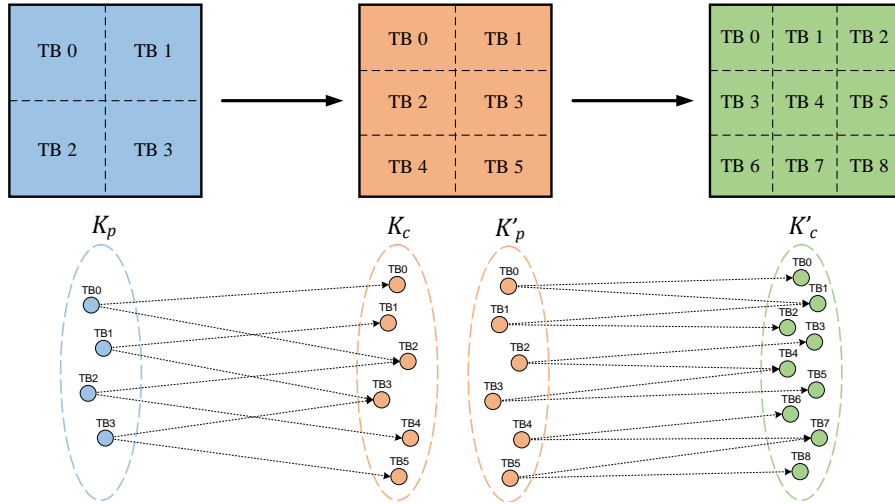 TB 0 TB 1 TB 0 TB 1 TB 0 TB 1 TB 2
TB 2 TB 3 TB 3 TB 4 TB 5
TB 2 TB 3
TB 4 TB 5 TB 6 TB 7 TB 8
K_p K_c K'_p K'_c
TB0 TB0 TB0 TB0
TB1 TB1 TB1 TB1
TB2 TB2 TB2 TB2
TB3 TB3 TB3 TB3
TB4 TB4 TB4
TB5 TB5 TB5
TB6
TB7
TB8